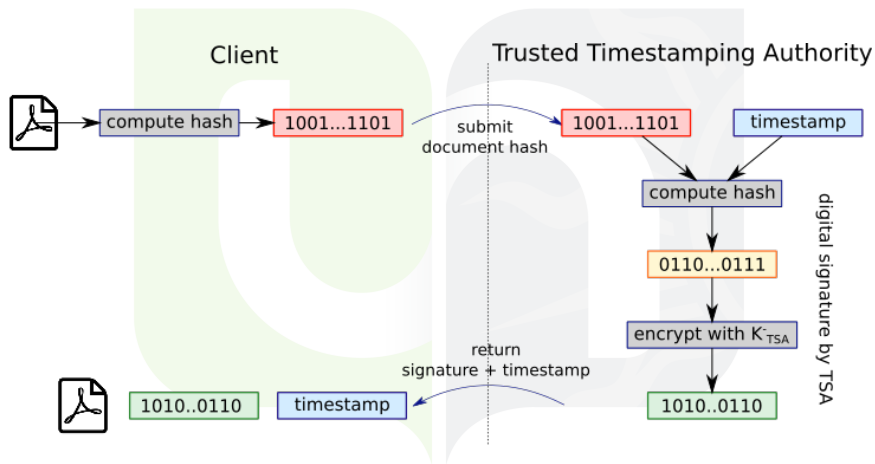 Client
Trusted Timestamping Authority
compute hash
1001...1101
submit
document hash
1001...1101
timestamp
compute hash
0110...0111
encrypt with K⁻TSA
digital signature by TSA
return
signature + timestamp
1010..0110
timestamp
1010..0110